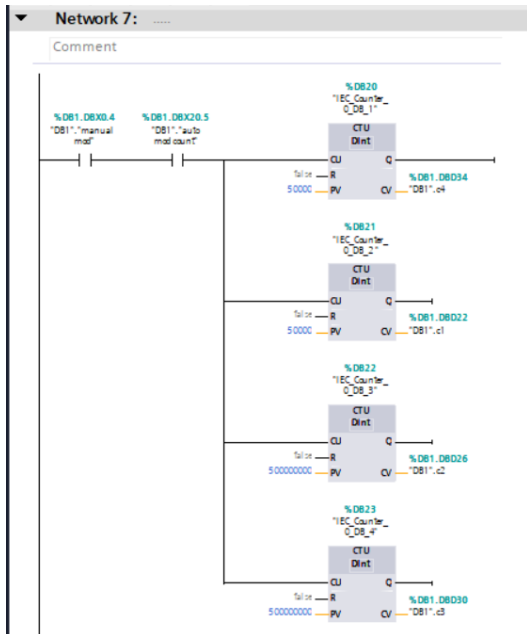 Network 7: .....
Comment
%DB20
"IEC_Counter_
0_DB_1"
%DB1.DBX0.4
%DB1.DBX20.5
"DB1"."manual
mod"
"DB1"."auto
mod count"
CTU
Dint
CU
Q
false
R
%DB1.DBD34
50000
PV
CV
"DB1".c4
%DB21
"IEC_Counter_
0_DB_2"
CTU
Dint
CU
Q
false
R
%DB1.DBD22
50000
PV
CV
"DB1".c1
%DB22
"IEC_Counter_
0_DB_3"
CTU
Dint
CU
Q
false
R
%DB1.DBD26
500000000
PV
CV
"DB1".c2
%DB23
"IEC_Counter_
0_DB_4"
CTU
Dint
CU
Q
false
R
%DB1.DBD30
500000000
PV
CV
"DB1".c3